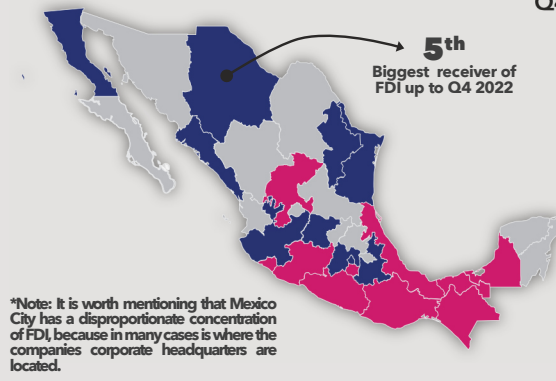 Q4
5th
Biggest receiver of
FDI up to Q4 2022
*Note: It is worth mentioning that Mexico
City has a disproportionate concentration
of FDI, because in many cases is where the
companies corporate headquarters are
located.